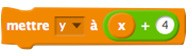 mettre y à x + 4